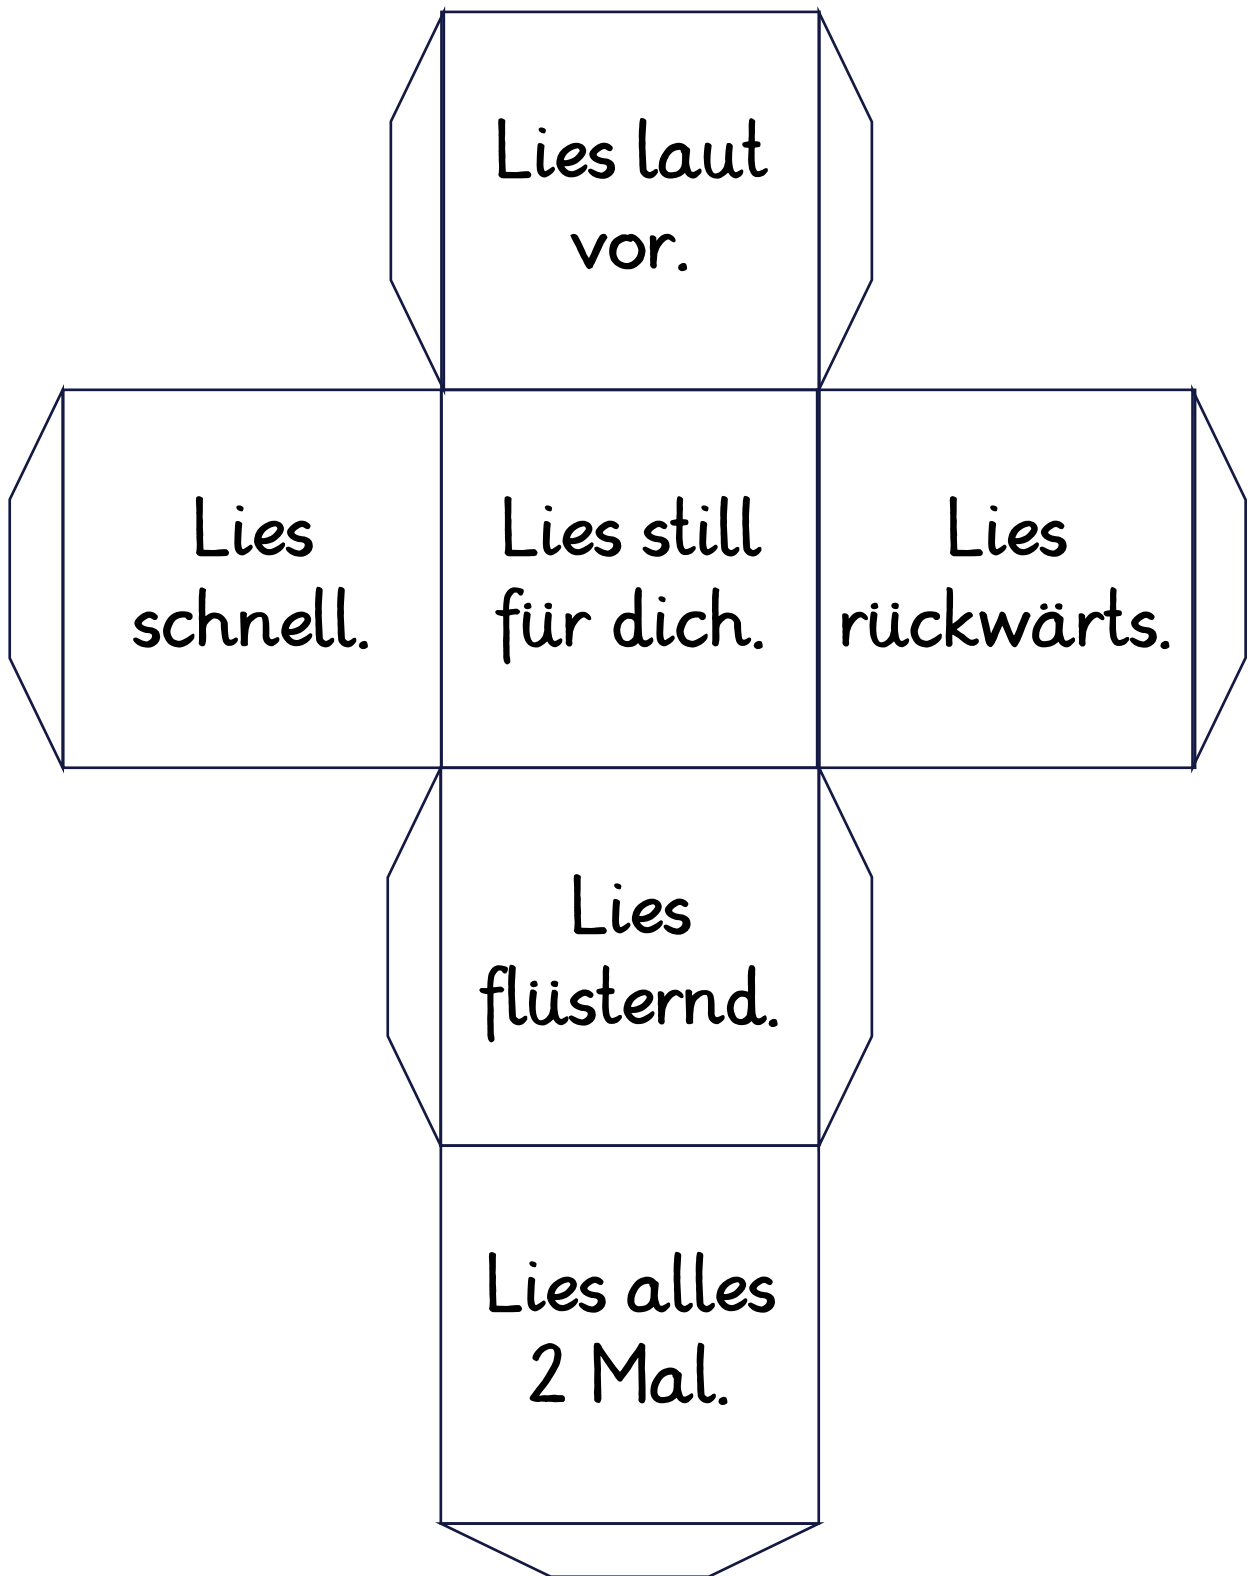 Lies laut
vor.
Lies
schnell.
Lies still
für dich.
Lies
rückwärts.
Lies
flüsternd.
Lies alles
2 Mal.